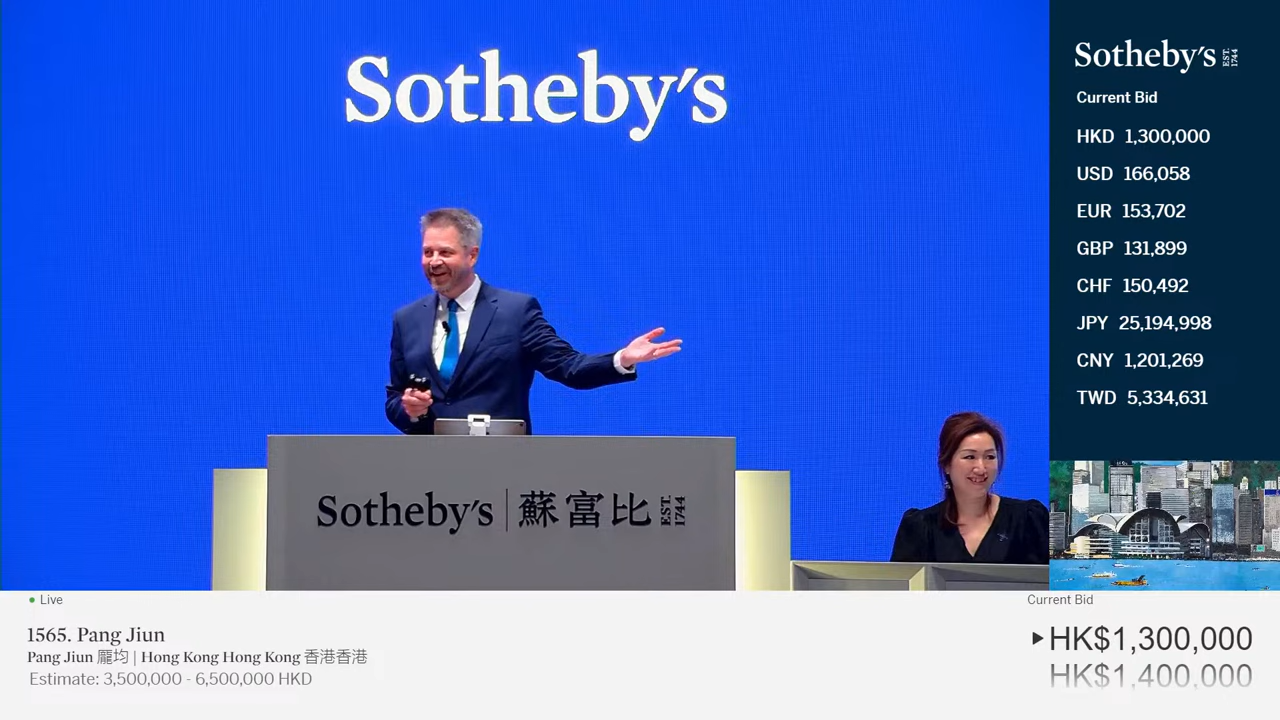 Sotheby's
Sotheby's | 蘇富比 EST. 1744
Sotheby's EST. 1744
Current Bid
HKD 1,300,000
USD 166,058
EUR 153,702
GBP 131,899
CHF 150,492
JPY 25,194,998
CNY 1,201,269
TWD 5,334,631
Live
1565. Pang Jiun
Pang Jiun 龎均 | Hong Kong Hong Kong 香港香港
Estimate: 3,500,000 - 6,500,000 HKD
Current Bid
HK$1,300,000
HK$1,400,000